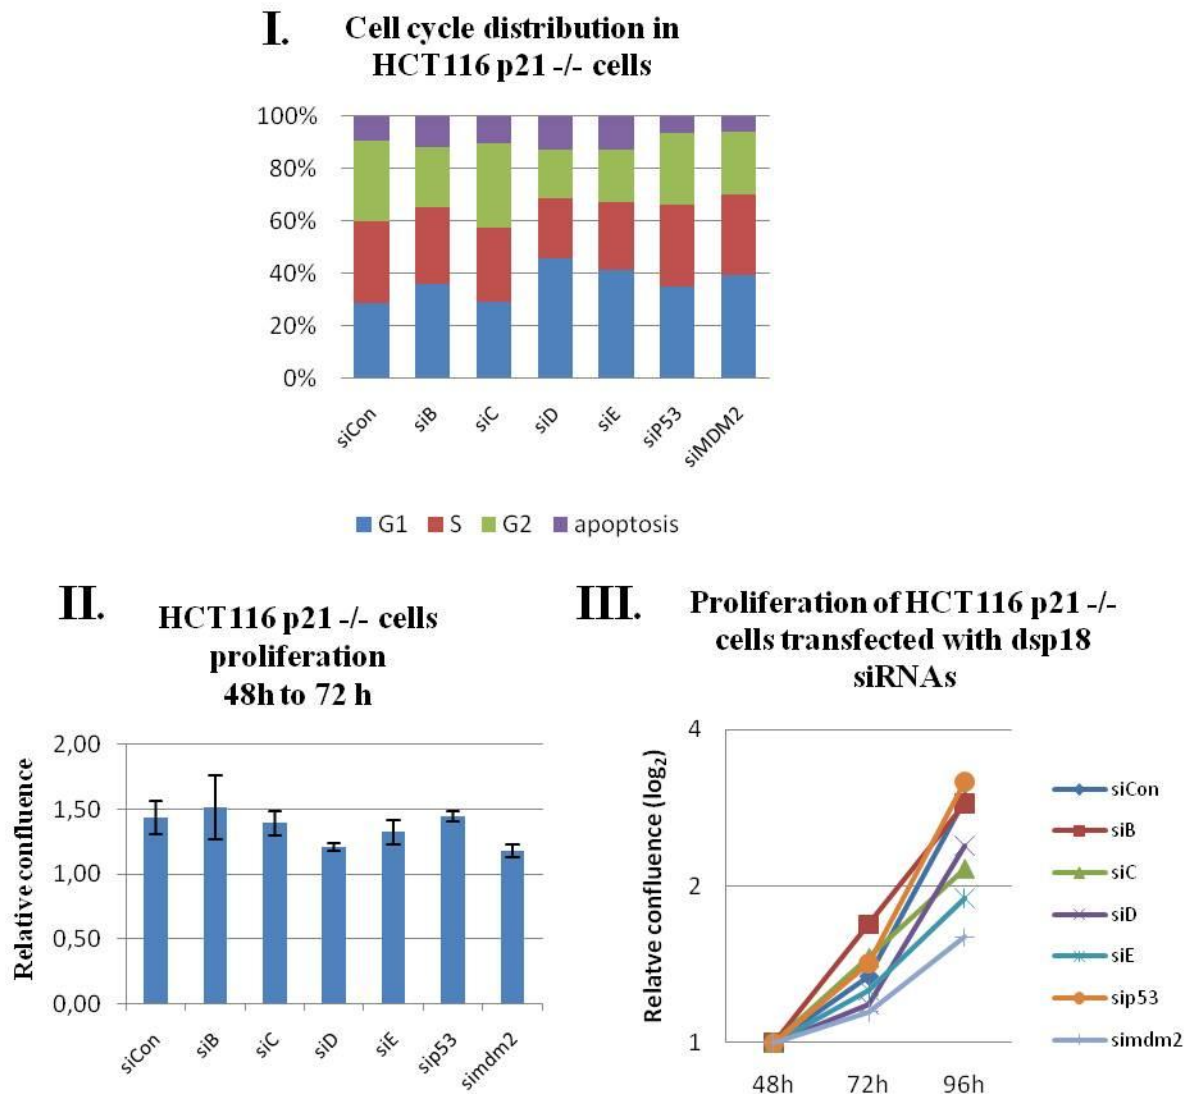 I.
Cell cycle distribution in
HCT116 p21 -/- cells
100%
80%
60%
40%
20%
0%
siCon siB siC siD siE siP53 siMDM2
G1 S G2 apoptosis
II.
HCT116 p21 -/- cells
proliferation
48h to 72 h
Relative confluence
2,00
1,50
1,00
0,50
0,00
siCon siB siC siD siE sip53 simdm2
III.
Proliferation of HCT116 p21 -/-
cells transfected with dsp18
siRNAs
Relatve confluence (log2)
4
2
1
48h 72h 96h
siCon
siB
siC
siD
siE
sip53
simdm2